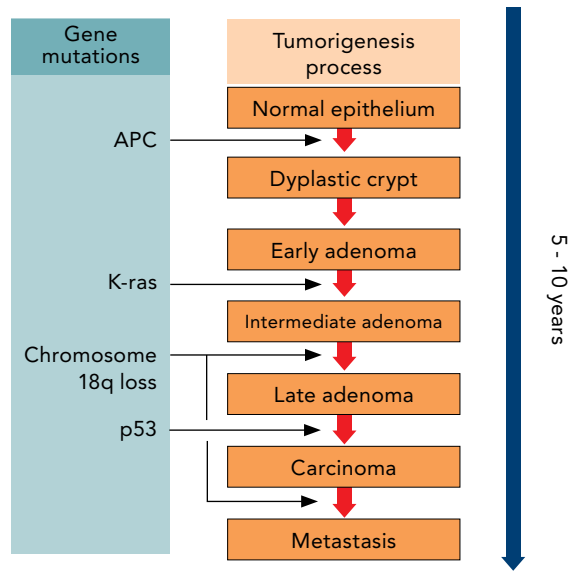 Gene
mutations
Tumorigenesis
process
Normal epithelium
APC
Dyplastic crypt
Early adenoma
K-ras
Intermediate adenoma
Chromosome
18q loss
Late adenoma
p53
Carcinoma
Metastasis
5 - 10 years